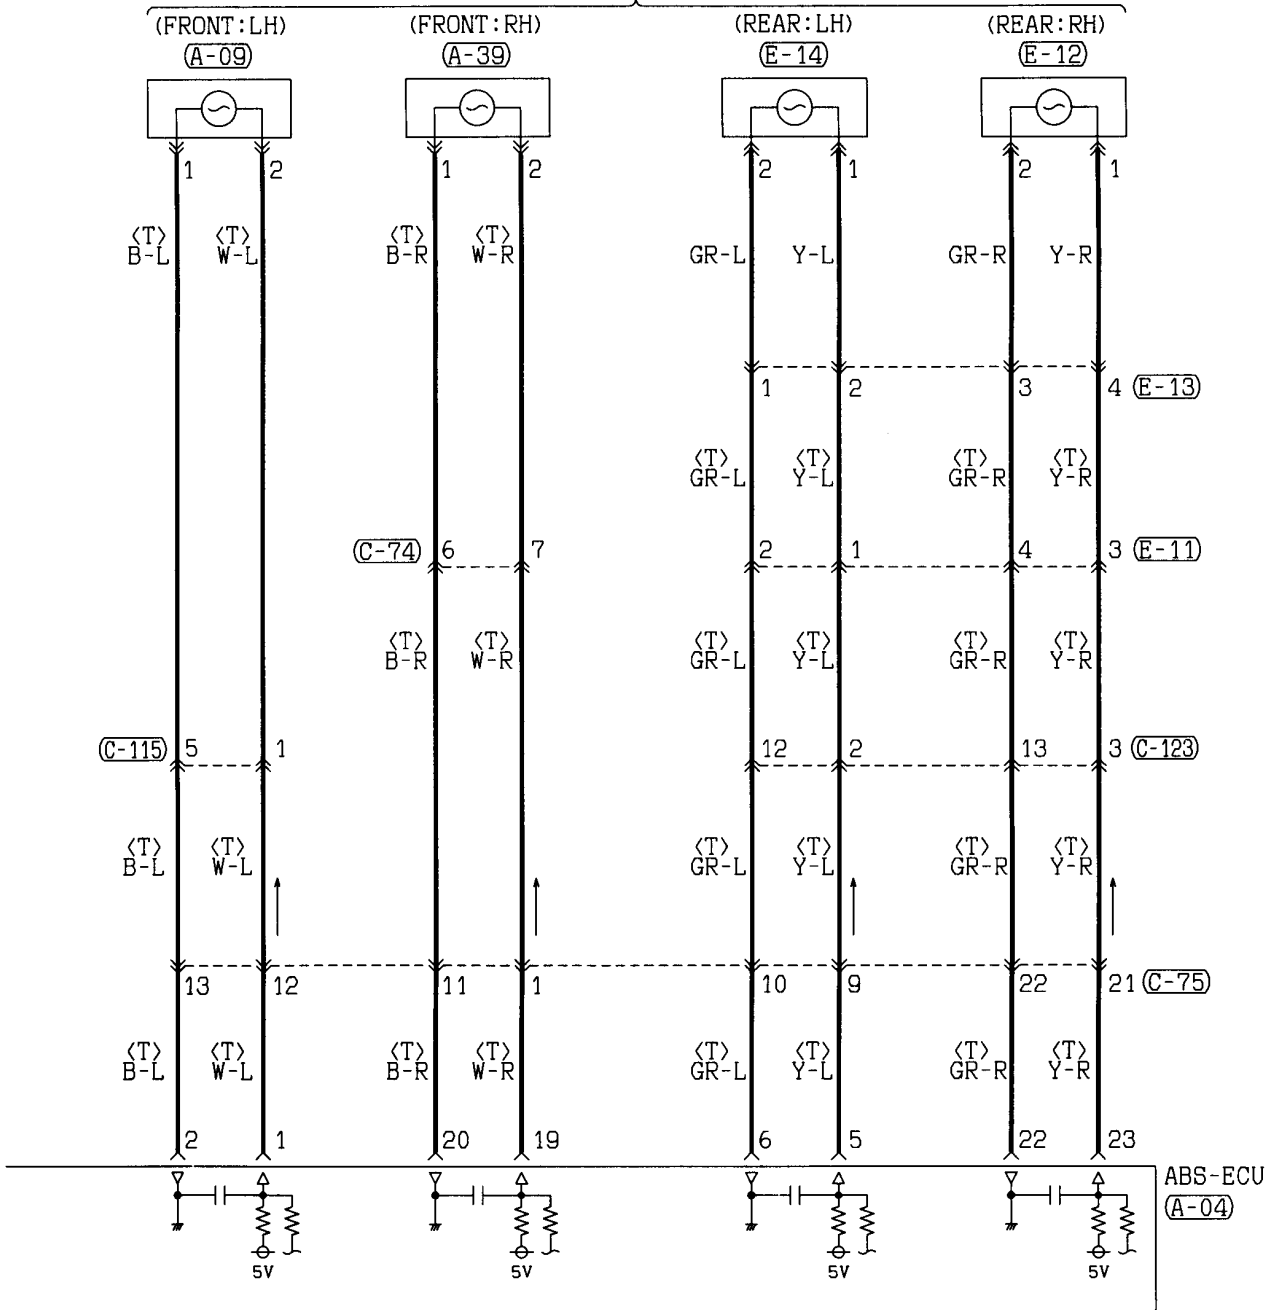 (FRONT:LH) (FRONT:RH) (REAR:LH) (REAR:RH)
A-09 A-39 E-14 E-12
1 2 1 2 2 1 2 1
<T> <T> <T> <T>
B-L W-L B-R W-R GR-L Y-L GR-R Y-R
1 2 3 4 E-13
<T> <T> <T> <T>
GR-L Y-L GR-R Y-R
C-74 6 7 2 1 4 3 E-11
<T> <T> <T> <T> <T> <T>
B-R W-R GR-L Y-L GR-R Y-R
C-115 5 1 12 2 13 3 C-123
<T> <T> <T> <T> <T> <T>
B-L W-L GR-L Y-L GR-R Y-R
13 12 11 1 10 9 22 21 C-75
<T> <T> <T> <T> <T> <T> <T> <T>
B-L W-L B-R W-R GR-L Y-L GR-R Y-R
2 1 20 19 6 5 22 23
ABS-ECU
A-04
5V 5V 5V 5V